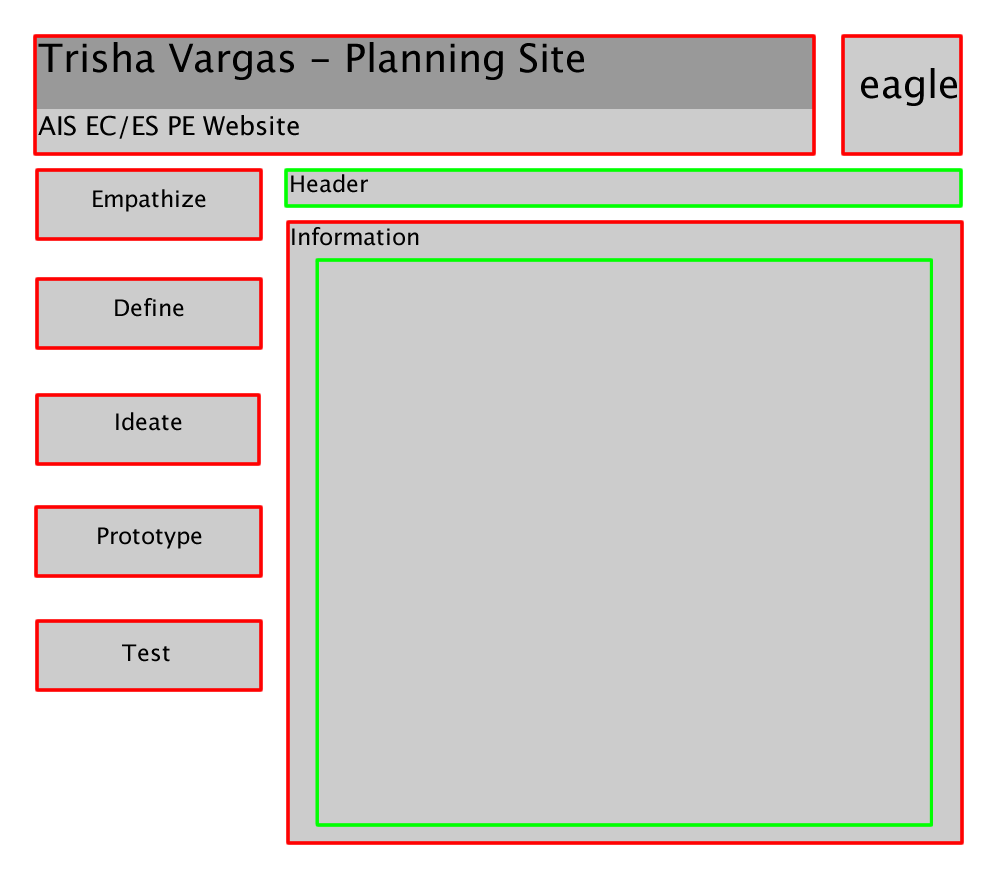 Trisha Vargas - Planning Site
eagle
AIS EC/ES PE Website
Empathize
Header
Information
Define
Ideate
Prototype
Test